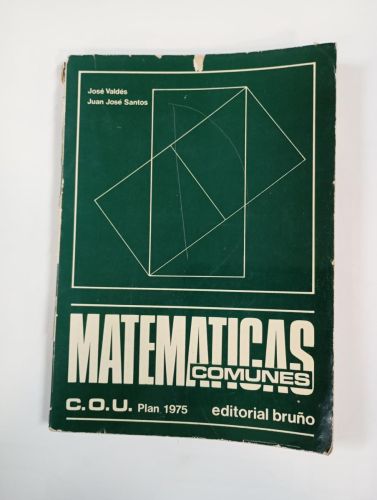 José Valdés
Juan José Santos
MATEMATICAS
COMUNES
C.O.U. Plan 1975 editorial bruño